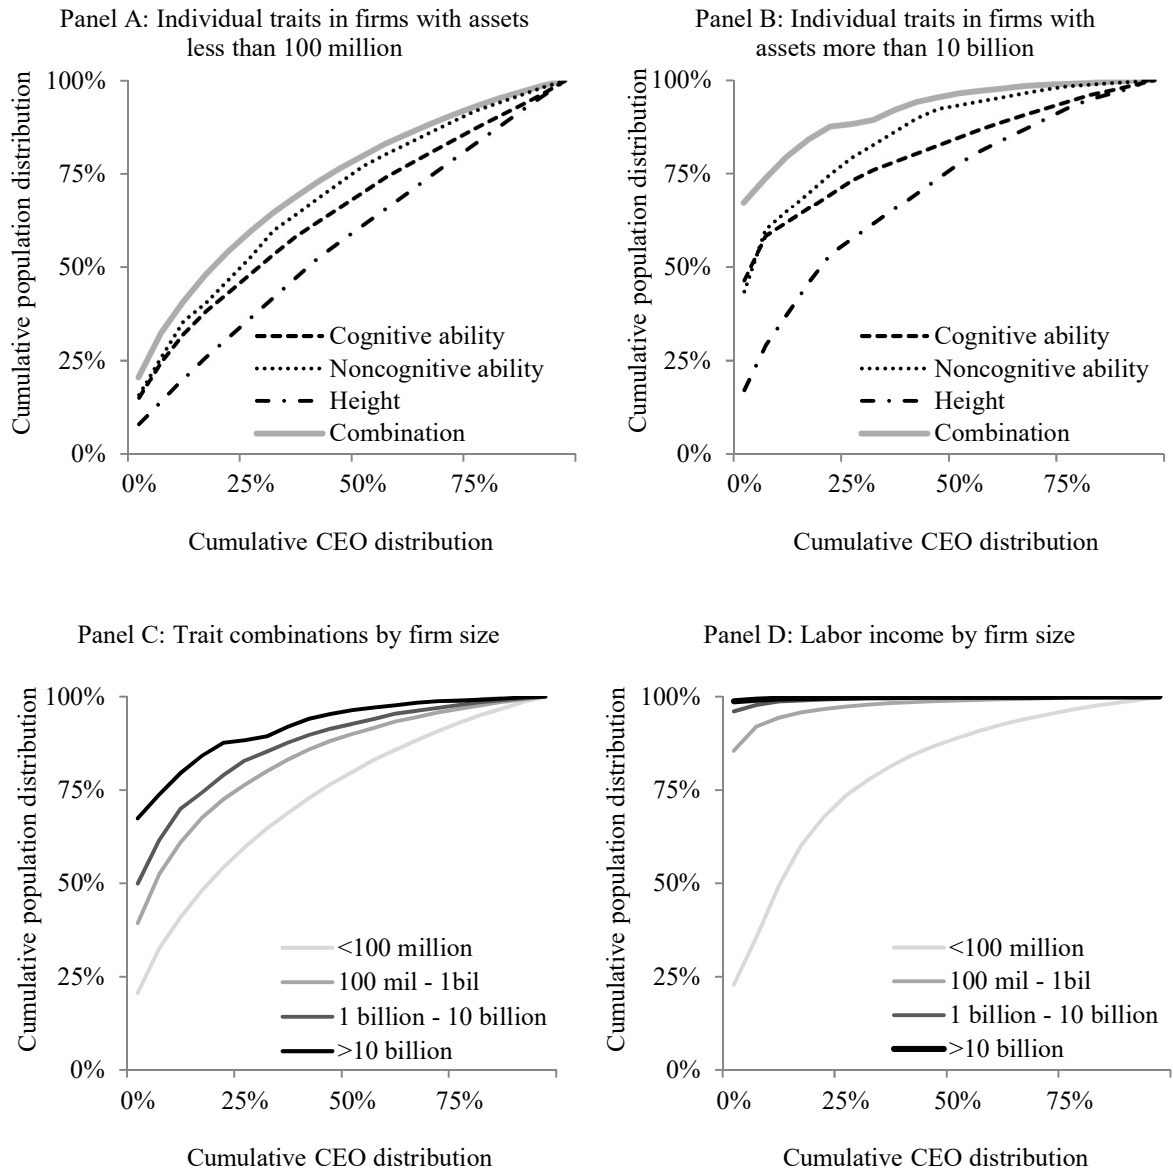 Panel A: Individual traits in firms with assets
less than 100 million
Cumulative population distribution
100%
75%
50%
25%
0%
Cognitive ability
Noncognitive ability
Height
Combination
0%
25%
50%
75%
Cumulative CEO distribution
Panel B: Individual traits in firms with
assets more than 10 billion
Cumulative population distribution
100%
75%
50%
25%
0%
Cognitive ability
Noncognitive ability
Height
Combination
0%
25%
50%
75%
Cumulative CEO distribution
Panel C: Trait combinations by firm size
Cumulative population distribution
100%
75%
50%
25%
0%
<100 million
100 mil - 1bil
1 billion - 10 billion
>10 billion
0%
25%
50%
75%
Cumulative CEO distribution
Panel D: Labor income by firm size
Cumulative population distribution
100%
75%
50%
25%
0%
<100 million
100 mil - 1bil
1 billion - 10 billion
>10 billion
0%
25%
50%
75%
Cumulative CEO distribution